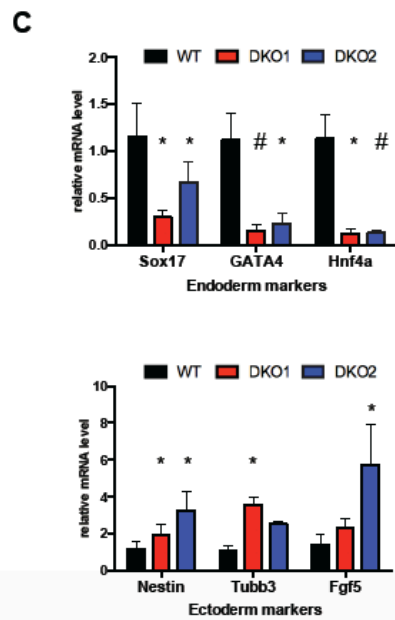 C
WT DKO1 DKO2
relative mRNA level
2.0
1.5
1.0
0.5
0.0
* * # * * #
Sox17 GATA4 Hnf4a
Endoderm markers
WT DKO1 DKO2
relative mRNA level
10
8
6
4
2
0
* * * *
Nestin Tubb3 Fgf5
Ectoderm markers